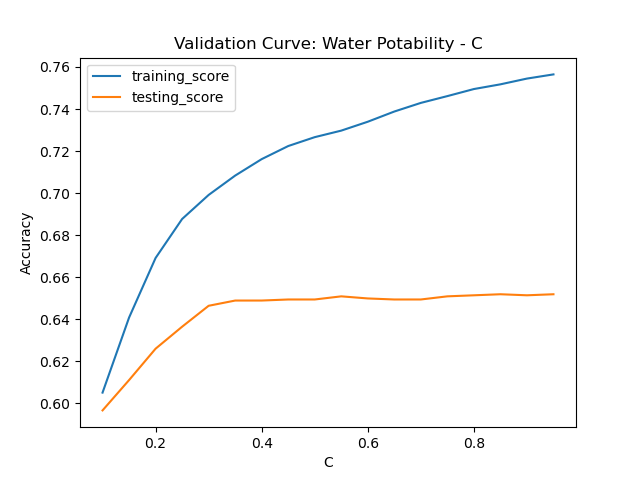 Validation Curve: Water Potability - C
training_score
testing_score
0.76
0.74
0.72
0.70
0.68
0.66
0.64
0.62
0.60
Accuracy
0.2 0.4 0.6 0.8
C